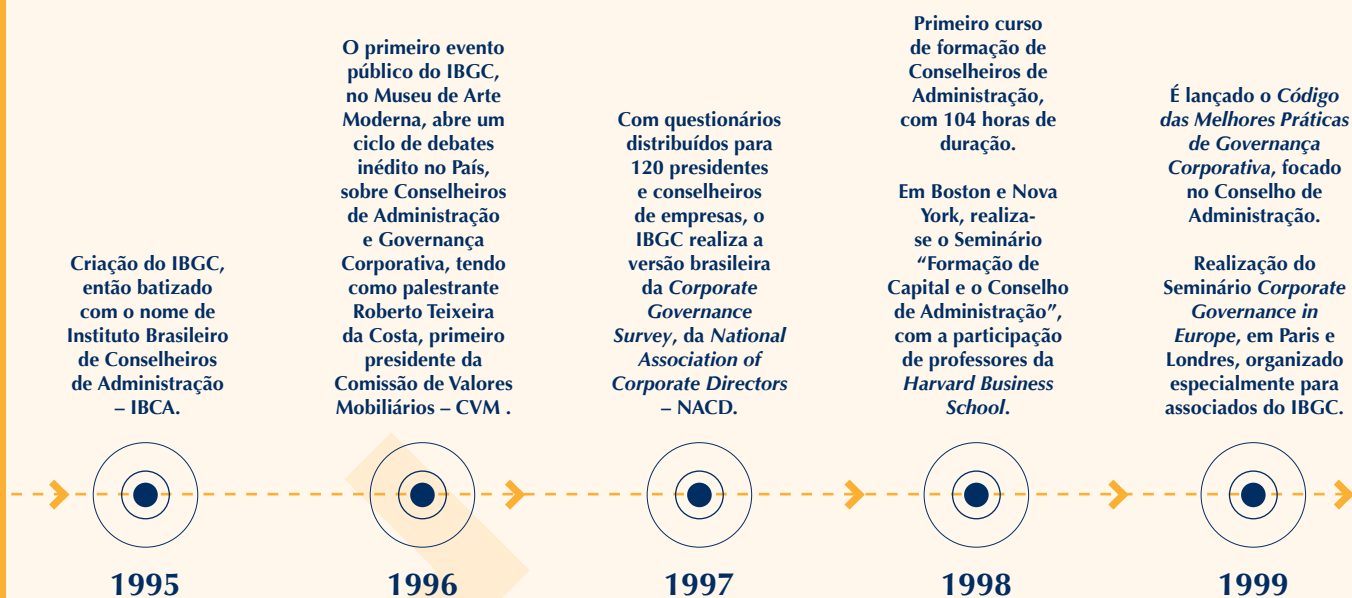 Criação do IBGC,
então batizado
com o nome de
Instituto Brasileiro
de Conselheiros
de Administração
– IBCA.
1995
O primeiro evento
público do IBGC,
no Museu de Arte
Moderna, abre um
ciclo de debates
inédito no País,
sobre Conselheiros
de Administração
e Governança
Corporativa, tendo
como palestrante
Roberto Teixeira
da Costa, primeiro
presidente da
Comissão de Valores
Mobiliários – CVM .
1996
Com questionários
distribuídos para
120 presidentes
e conselheiros
de empresas, o
IBGC realiza a
versão brasileira
da Corporate
Governance
Survey, da National
Association of
Corporate Directors
– NACD.
1997
Primeiro curso
de formação de
Conselheiros de
Administração,
com 104 horas de
duração.
Em Boston e Nova
York, realiza-
se o Seminário
“Formação de
Capital e o Conselho
de Administração”,
com a participação
de professores da
Harvard Business
School.
1998
É lançado o Código
das Melhores Práticas
de Governança
Corporativa, focado
no Conselho de
Administração.
Realização do
Seminário Corporate
Governance in
Europe, em Paris e
Londres, organizado
especialmente para
associados do IBGC.
1999